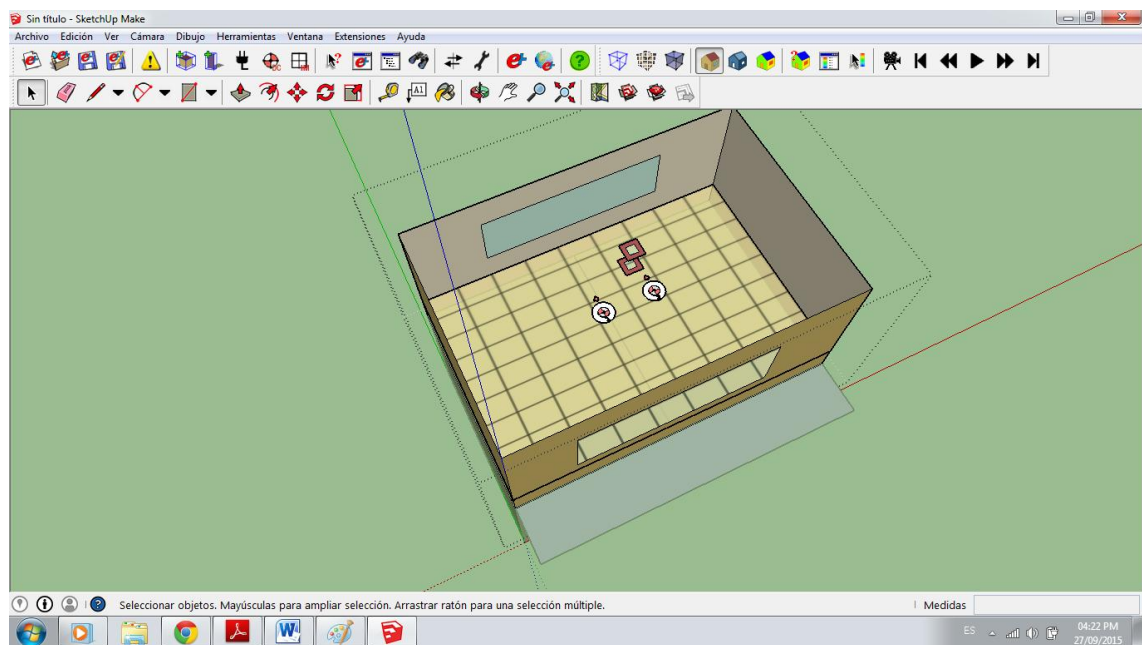 Sin título - SketchUp Make
Archivo Edición Ver Cámara Dibujo Herramientas Ventana Extensiones Ayuda
A1
Seleccionar objetos. Mayúsculas para ampliar selección. Arrastrar ratón para una selección múltiple.
Medidas
ES
04:22 PM
27/09/2015